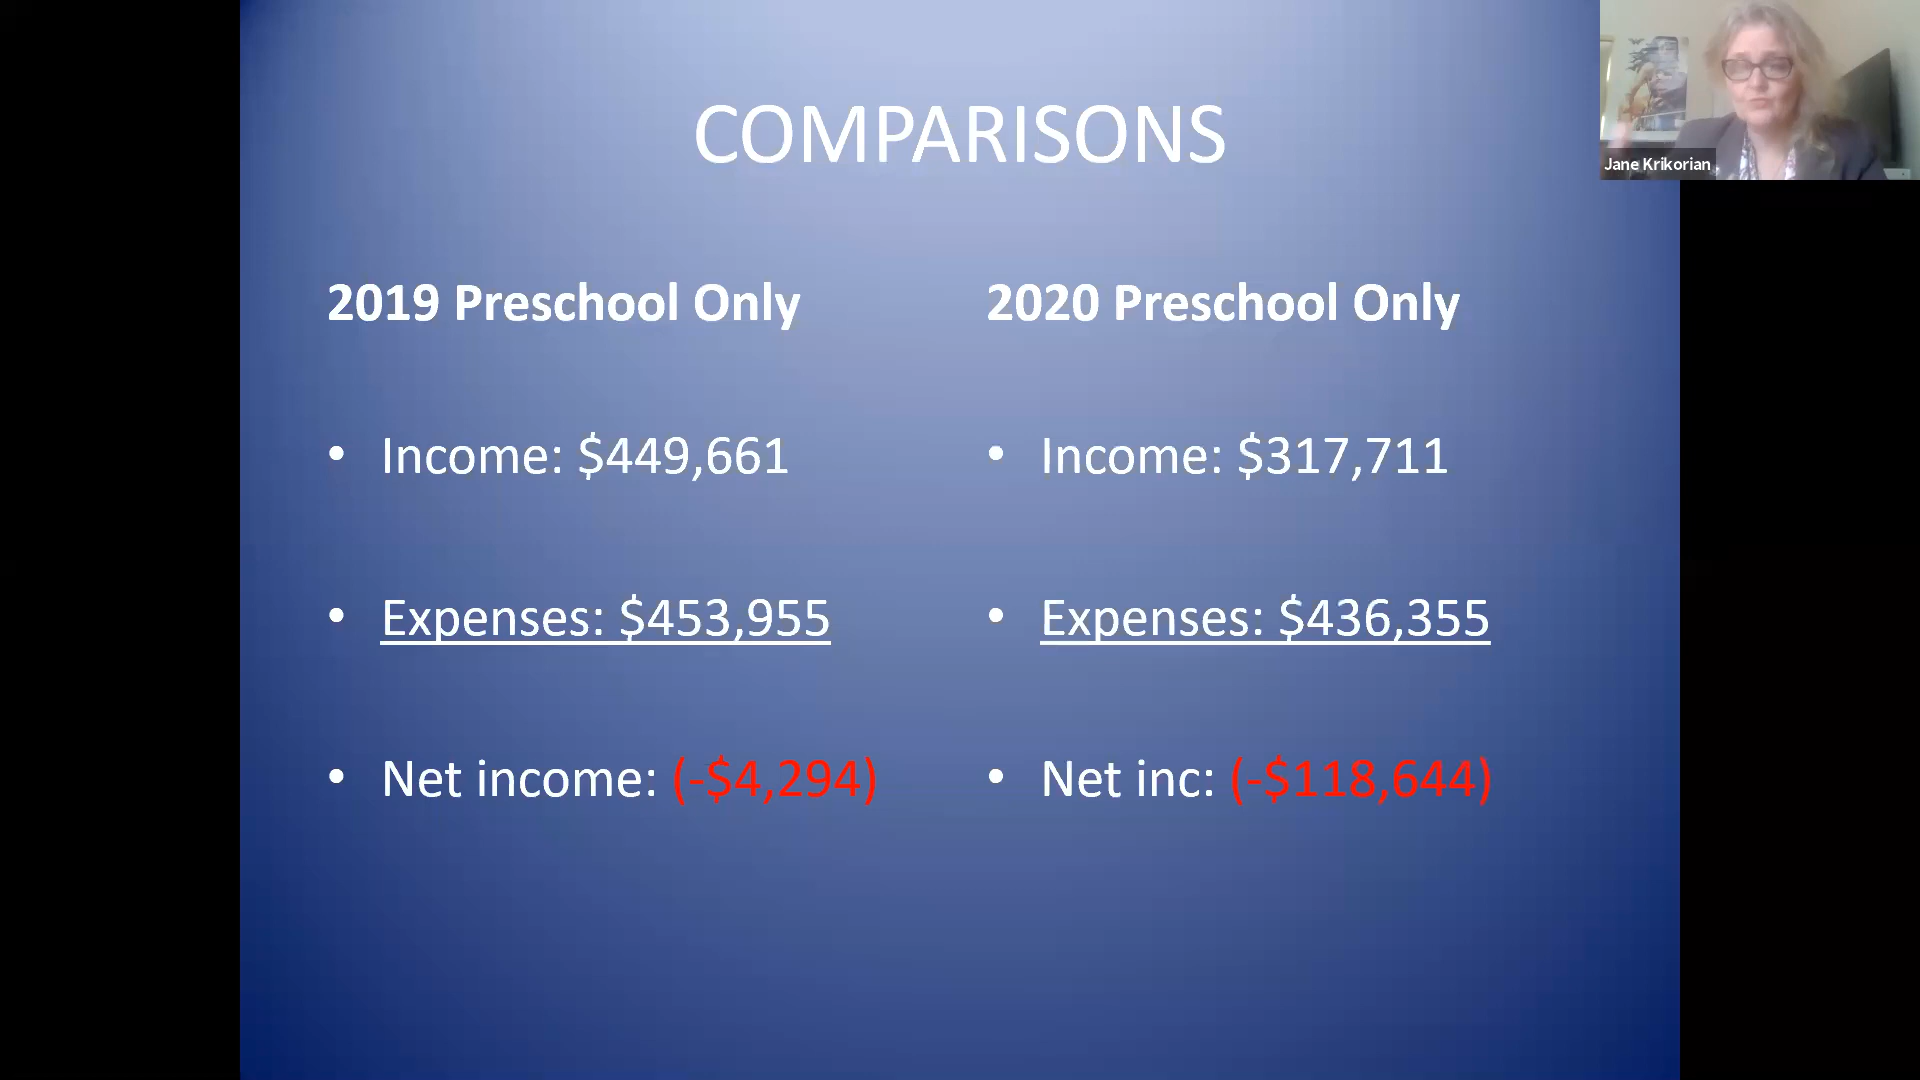 COMPARISONS
Jane Krikorian
2019 Preschool Only
• Income: $449,661
• Expenses: $453,955
• Net income: (-$4,294)
2020 Preschool Only
• Income: $317,711
• Expenses: $436,355
• Net inc: (-$118,644)